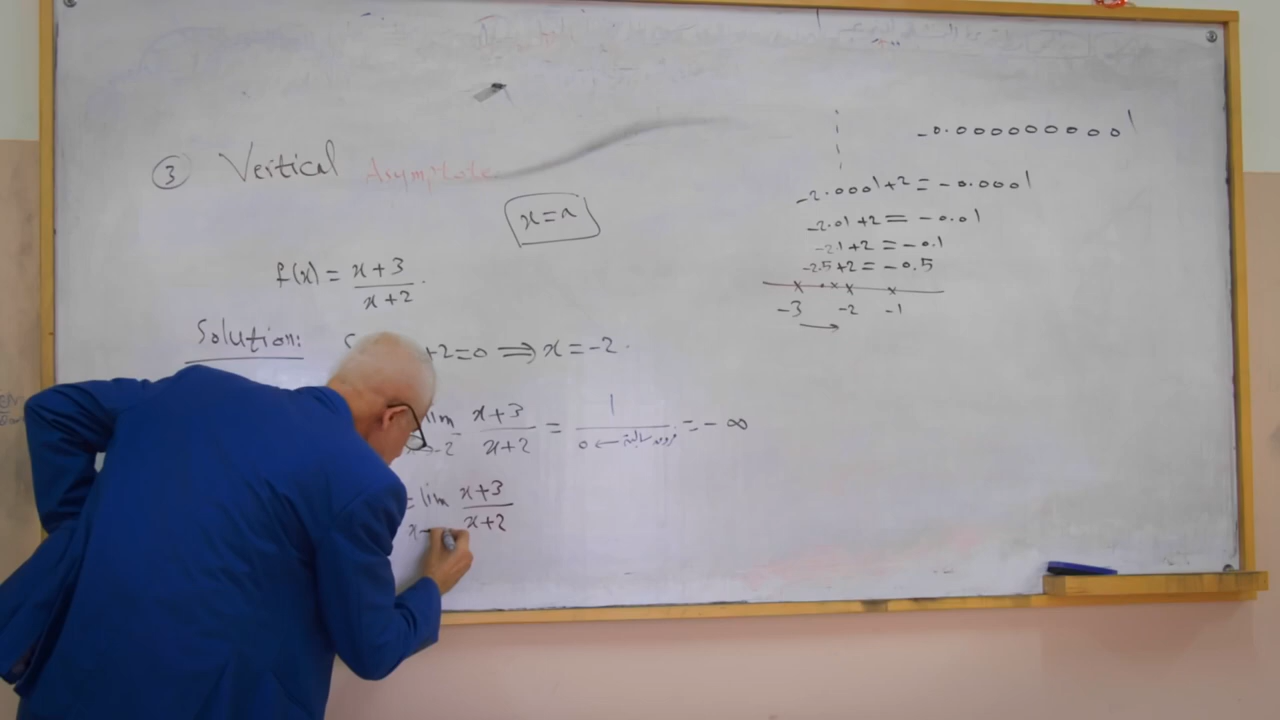 ③ Vertical Asymptote
x=n
f(x) = x+3 / x+2
Solution: +2=0 ⟹ x=-2.
lim x→-2 x+3 / x+2 = 1 / 0 ← = -∞
= lim x→ x+3 / x+2
-0.0000000001
-2.0001+2=-0.0001
-2.01+2=-0.01
-2.1+2=-0.1
-2.5+2=-0.5
-3 -2 -1